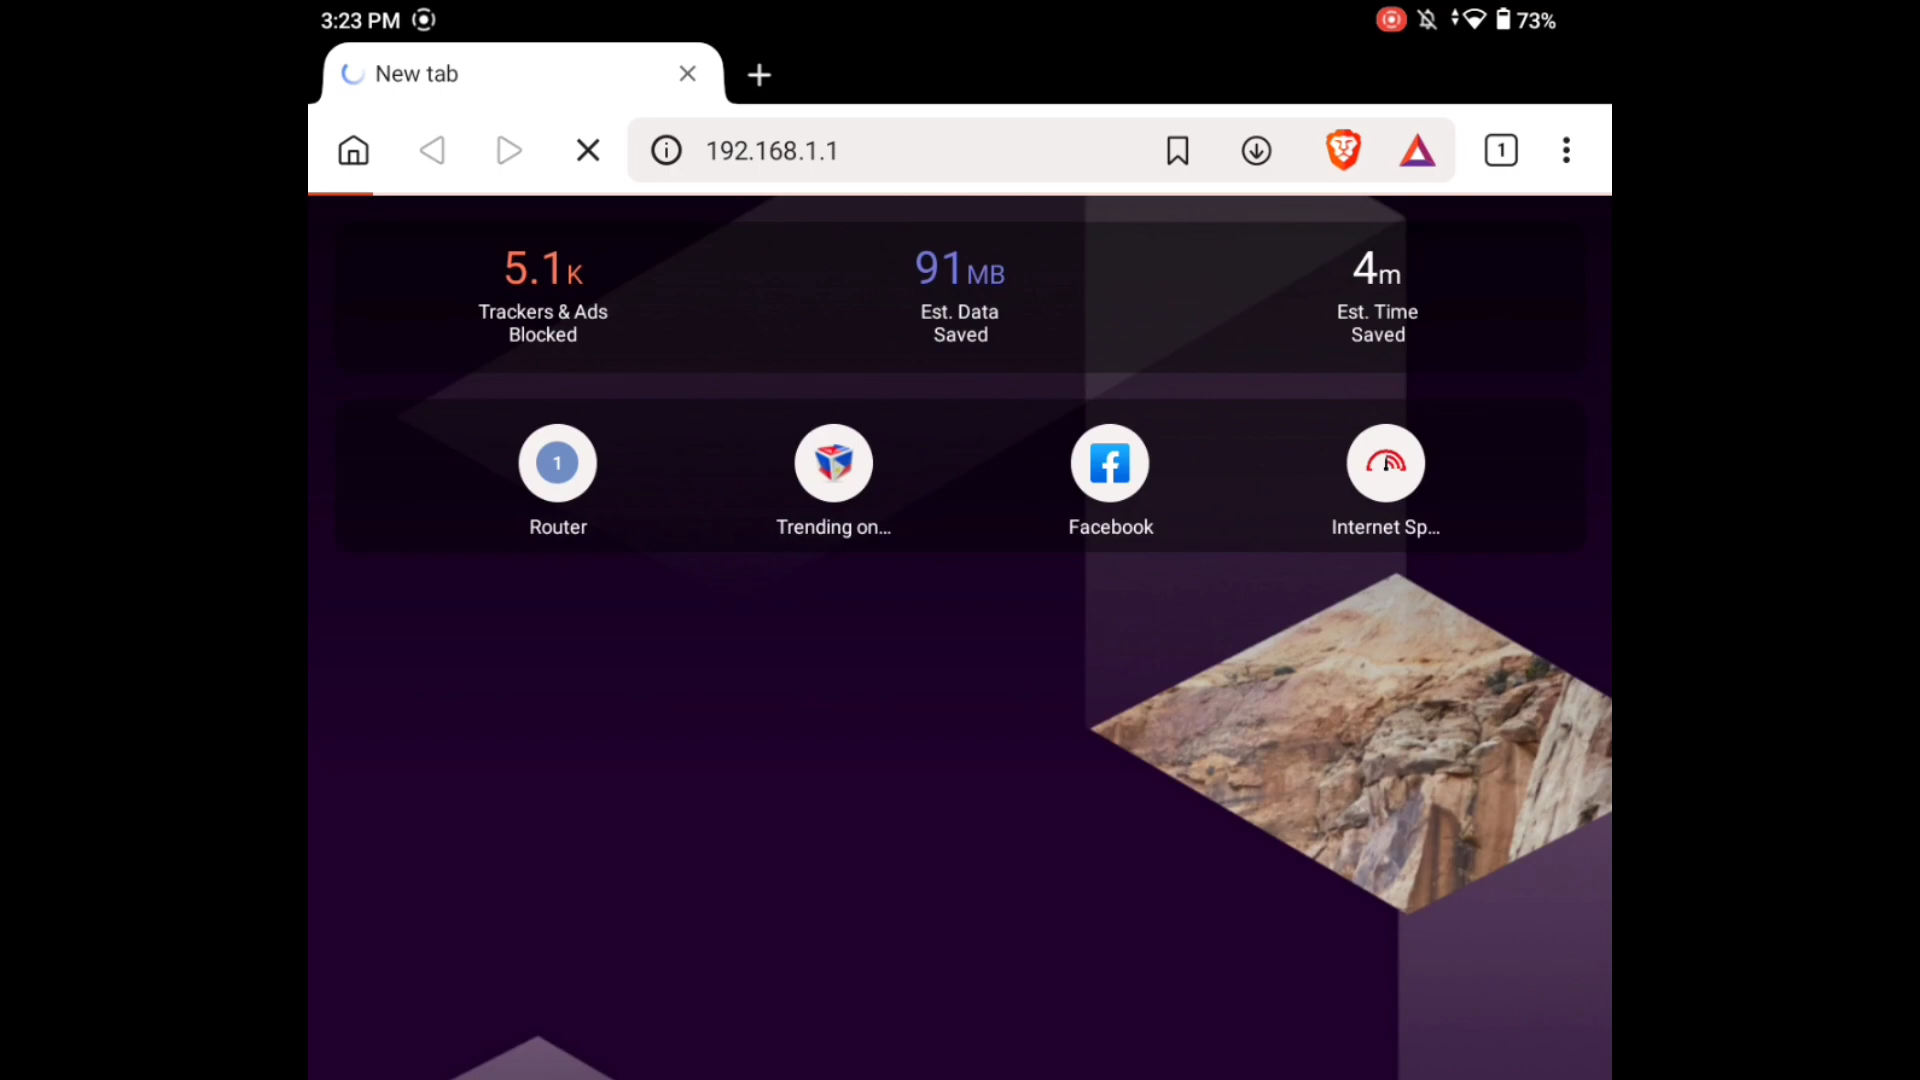 3:23 PM
73%
New tab
192.168.1.1
1
5.1K
Trackers & Ads
Blocked
91MB
Est. Data
Saved
4m
Est. Time
Saved
1
Router
Trending on...
Facebook
Internet Sp...